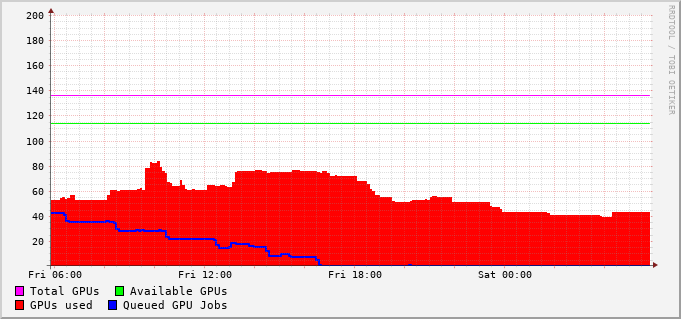 200
180
160
140
120
100
80
60
40
20
Fri 06:00 Fri 12:00 Fri 18:00 Sat 00:00
Total GPUs Available GPUs
GPUs used Queued GPU Jobs
RRDTOOL / TOBI OETIKER